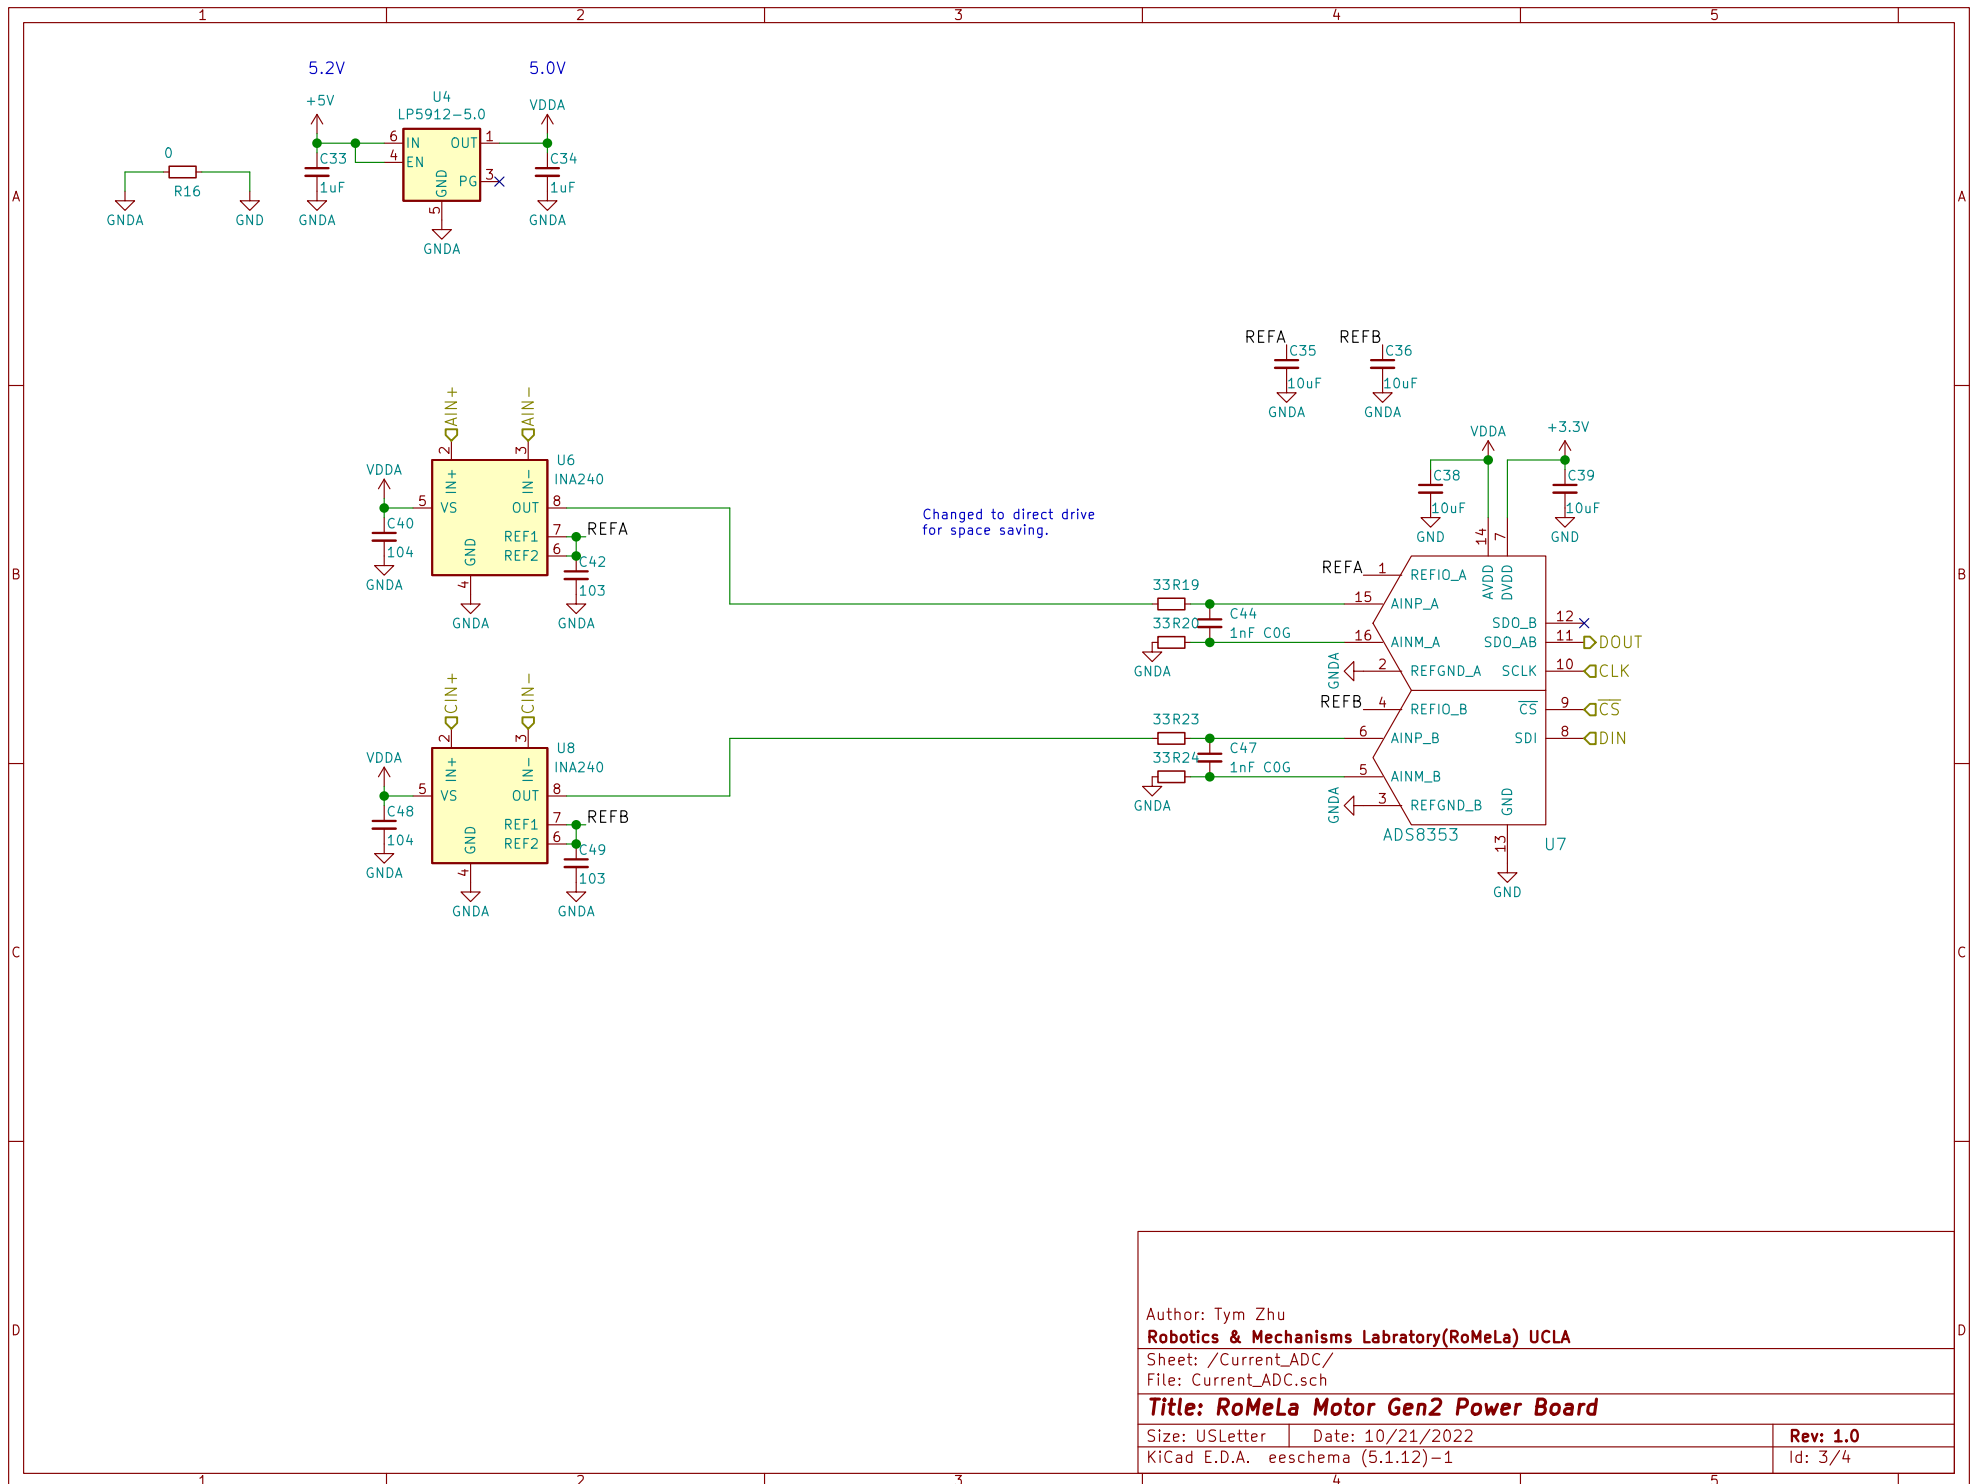 1 2 3 4 5
5.2V 5.0V
+5V VDDA
U4
LP5912-5.0
6 IN OUT 1
4 EN
PG 3
GND
5
C33
1uF
GNDA
C34
1uF
GNDA
GNDA
0
R16
GNDA GND
A A
REFA REFB
C35 C36
10uF 10uF
GNDA GNDA
AIN+ AIN-
2 3
U6
INA240
VDDA
IN+ IN-
5 VS OUT 8
C40
104
GNDA
REF1 7 REFA
REF2 6
GND
4
GNDA
C42
103
GNDA
Changed to direct drive
for space saving.
VDDA +3.3V
C38 C39
10uF 10uF
GND GND
14 7
REFA 1 REFIO_A
AVDD DVDD
33R19
15 AINP_A
C44
1nF C0G
33R20
16 AINM_A
GNDA
GNDA 2 REFGND_A
SDO_B 12
SDO_AB 11 DOUT
SCLK 10 CLK
B B
REFB 4 REFIO_B
CS 9 CS
33R23
6 AINP_B
SDI 8 DIN
C47
1nF C0G
33R24
5 AINM_B
GNDA
GNDA 3 REFGND_B
GND
ADS8353
13
U7
GND
CIN+ CIN-
2 3
U8
INA240
VDDA
IN+ IN-
5 VS OUT 8
C48
104
GNDA
REF1 7 REFB
REF2 6
GND
4
GNDA
C49
103
GNDA
C C
D D
Author: Tym Zhu
Robotics & Mechanisms Labratory(RoMeLa) UCLA
Sheet: /Current_ADC/
File: Current_ADC.sch
Title: RoMeLa Motor Gen2 Power Board
Size: USLetter Date: 10/21/2022 Rev: 1.0
KiCad E.D.A. eeschema (5.1.12)-1 Id: 3/4
1 2 3 4 5